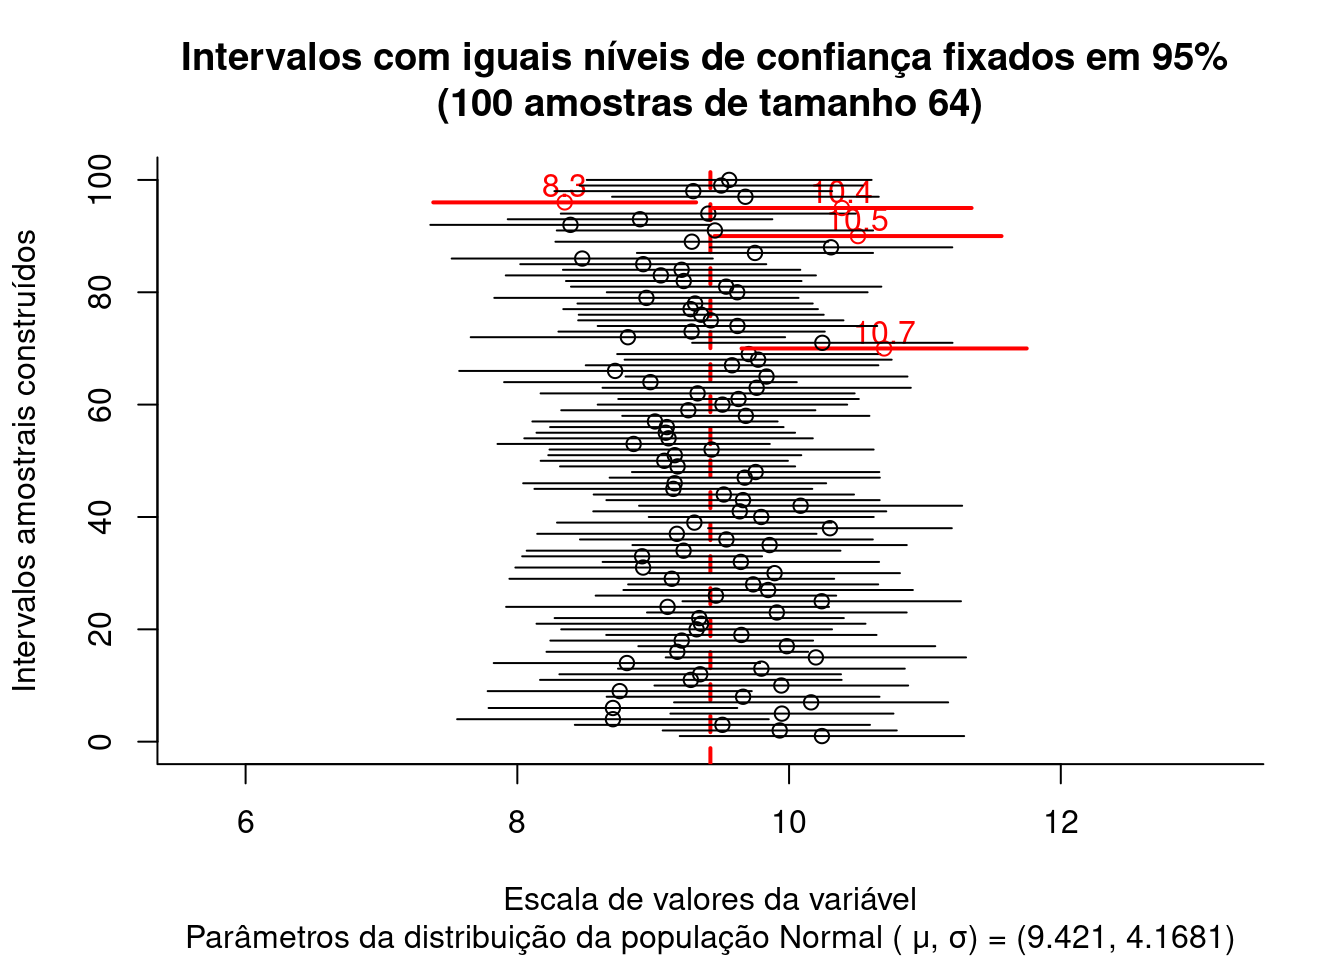 Intervalos com iguais níveis de confiança fixados em 95%
(100 amostras de tamanho 64)
Intervalos amostrais construídos
100
80
60
40
20
0
8.3
10.4
10.5
10.7
6
8
10
12
Escala de valores da variável
Parâmetros da distribuição da população Normal ( μ, σ) = (9.421, 4.1681)